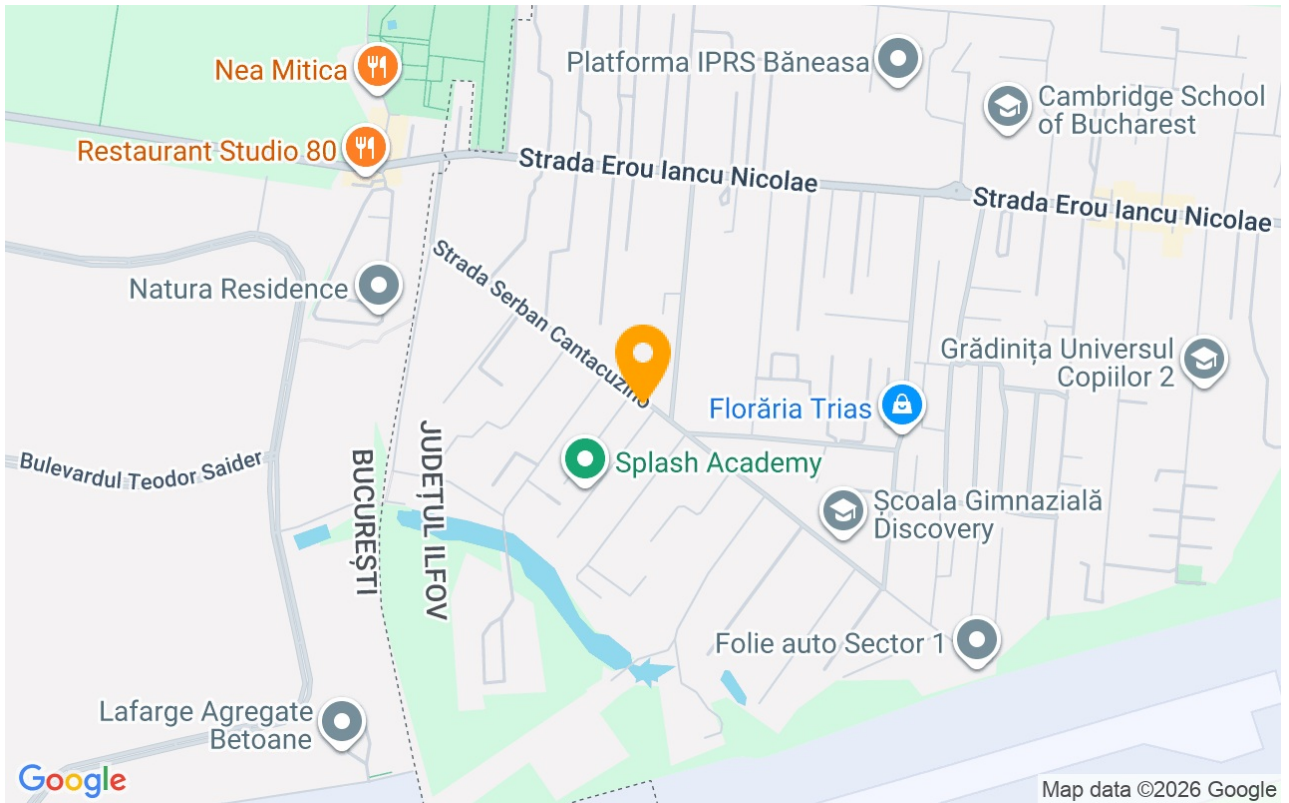 Nea Mitica
Platforma IPRS Băneasa
Cambridge School
of Bucharest
Restaurant Studio 80
Strada Erou Iancu Nicolae
Strada Erou Iancu Nicolae
Strada Serban Cantacuzino
Natura Residence
Grădinița Universul
Copiilor 2
Florăria Trias
Bulevardul Teodor Saider
BUCUREȘTI
JUDEȚUL ILFOV
Splash Academy
Școala Gimnazială
Discovery
Folie auto Sector 1
Lafarge Agregate
Betoane
Google
Map data ©2026 Google